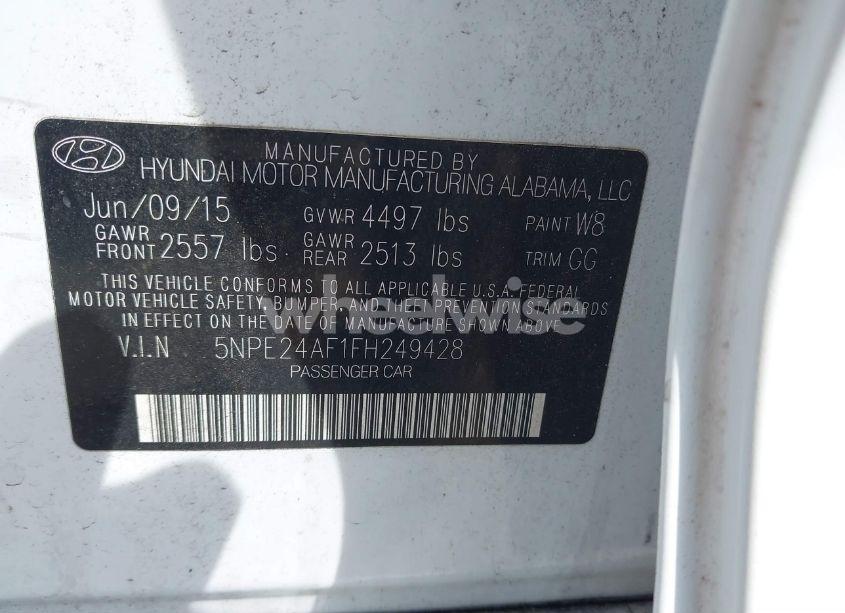 MANUFACTURED BY
HYUNDAI MOTOR MANUFACTURING ALABAMA, LLC
Jun/09/15 GVWR 4497 lbs PAINT W8
GAWR FRONT 2557 lbs GAWR REAR 2513 lbs TRIM GG
THIS VEHICLE CONFORMS TO ALL APPLICABLE U.S.A. FEDERAL
MOTOR VEHICLE SAFETY, BUMPER, AND THEFT PREVENTION STANDARDS
IN EFFECT ON THE DATE OF MANUFACTURE SHOWN ABOVE.
wheelwise
V.I.N 5NPE24AF1FH249428
PASSENGER CAR